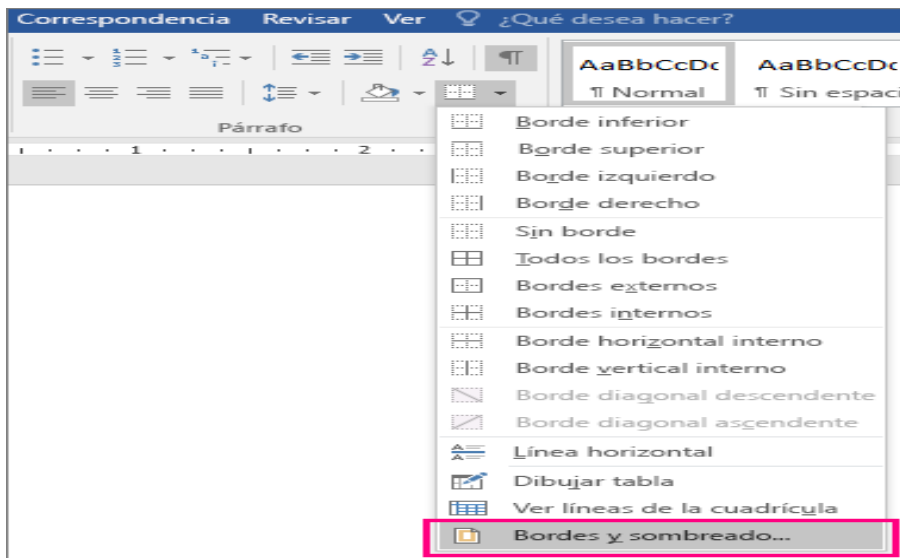 Correspondencia Revisar Ver ¿Qué desea hacer?
AaBbCcDc AaBbCcDc
¶ Normal ¶ Sin espaci
Párrafo
1 2
Borde inferior
Borde superior
Borde izquierdo
Borde derecho
Sin borde
Todos los bordes
Bordes externos
Bordes internos
Borde horizontal interno
Borde vertical interno
Borde diagonal descendente
Borde diagonal ascendente
Línea horizontal
Dibujar tabla
Ver líneas de la cuadrícula
Bordes y sombreado...